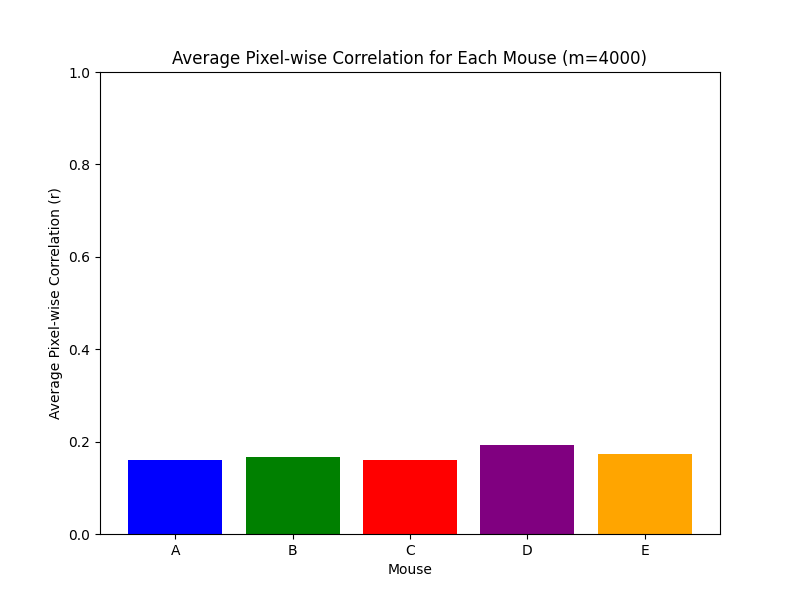 Average Pixel-wise Correlation for Each Mouse (m=4000)
Average Pixel-wise Correlation (r)
1.0
0.8
0.6
0.4
0.2
0.0
A B C D E
Mouse